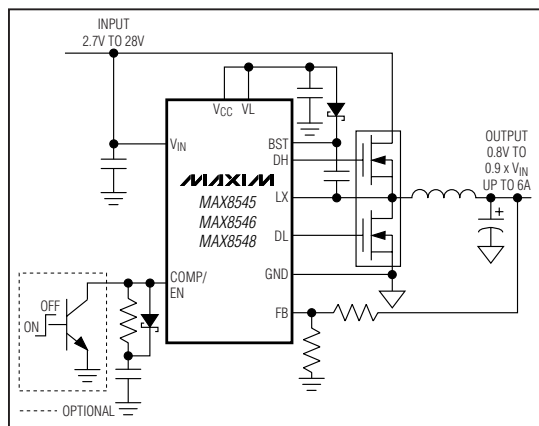 INPUT
2.7V TO 28V
VCC VL
VIN
BST
DH
MAXIM
LX
MAX8545
MAX8546
MAX8548
DL
GND
COMP/
EN
FB
OUTPUT
0.8V TO
0.9 x VIN
UP TO 6A
+
OFF
ON
OPTIONAL